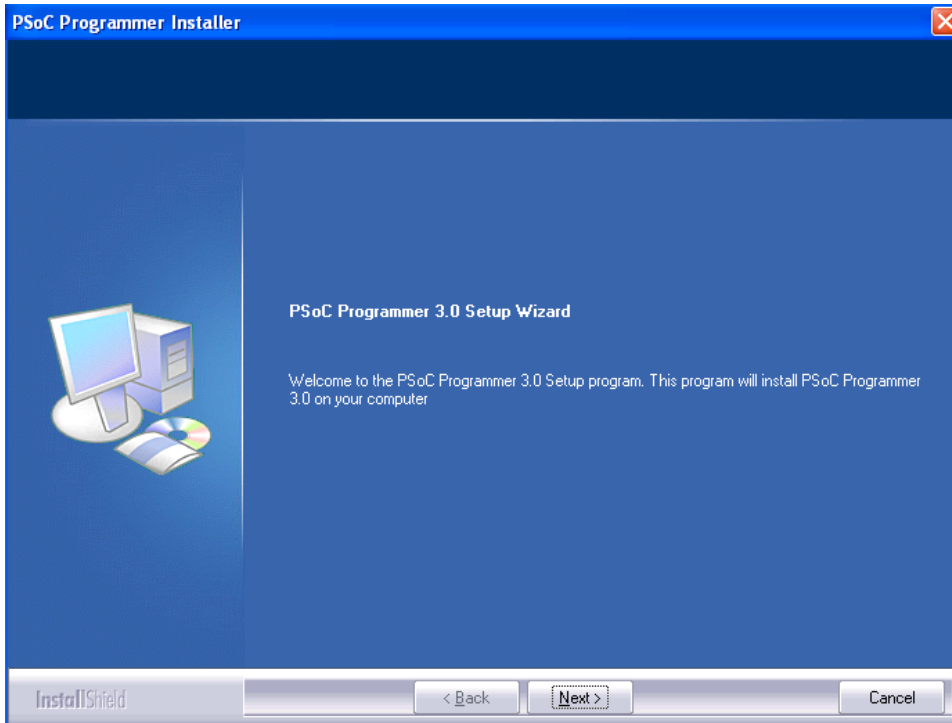 PSoC Programmer Installer
PSoC Programmer 3.0 Setup Wizard
Welcome to the PSoC Programmer 3.0 Setup program. This program will install PSoC Programmer
3.0 on your computer
InstallShield
< Back
Next >
Cancel